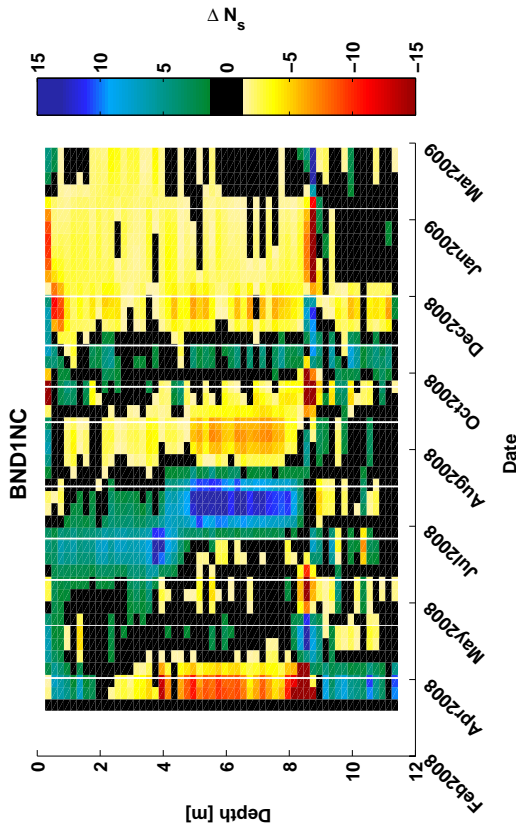 BND1NC
Δ N_s
15
10
5
0
−5
−10
−15
Depth [m]
0
2
4
6
8
10
12
Feb2008
Apr2008
May2008
Jul2008
Aug2008
Oct2008
Dec2008
Jan2009
Mar2009
Date